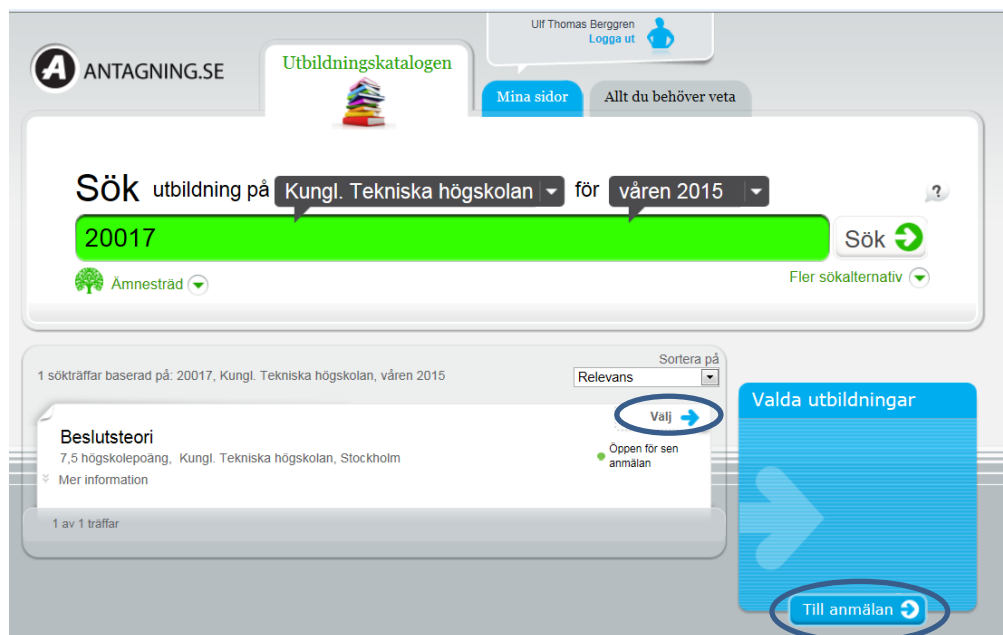 Ulf Thomas Berggren
Logga ut
ANTAGNING.SE
Utbildningskatalogen
Mina sidor
Allt du behöver veta
Sök utbildning på Kungl. Tekniska högskolan för våren 2015
?
20017
Sök
Ämnesträd
Fler sökalternativ
Sortera på
1 sökträffar baserad på: 20017, Kungl. Tekniska högskolan, våren 2015
Relevans
Välj
Beslutsteori
7,5 högskolepoäng, Kungl. Tekniska högskolan, Stockholm
Öppen för sen
anmälan
Mer information
1 av 1 träffar
Valda utbildningar
Till anmälan